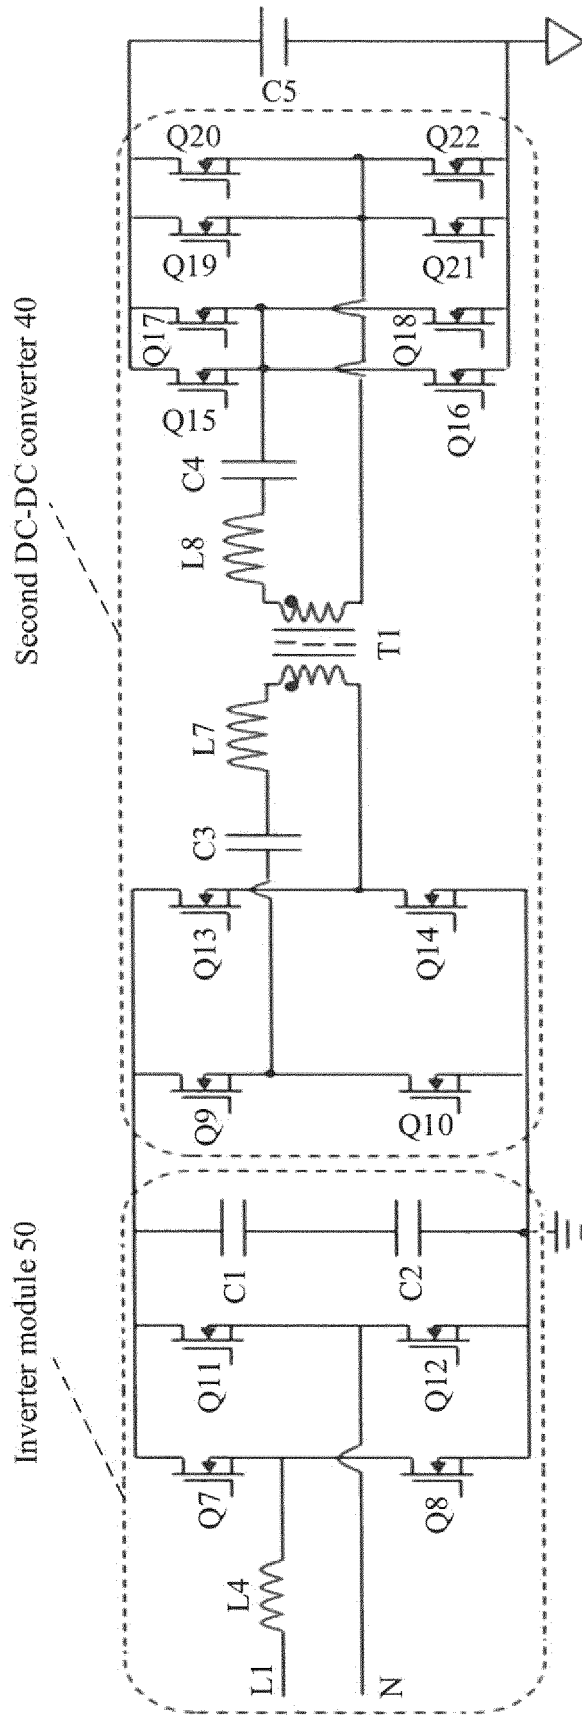 Inverter module 50
Second DC-DC converter 40
L1
N
L4
Q7
Q8
Q11
Q12
C1
C2
Q9
Q10
Q13
Q14
C3
L7
T1
L8
C4
Q15
Q16
Q17
Q18
Q19
Q21
Q20
Q22
C5